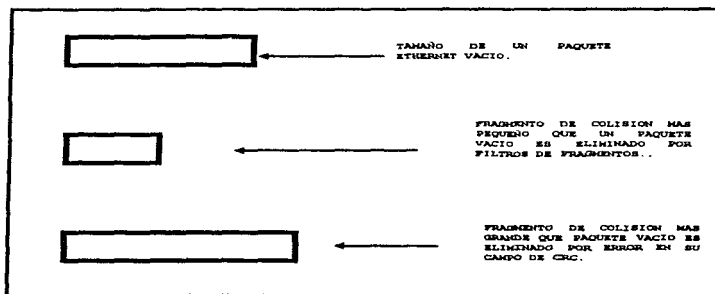 TAMAÑO DE UN PAQUETE
ETHERNET VACIO.
FRAGMENTO DE COLISION MAS
PEQUEÑO QUE UN PAQUETE
VACIO ES ELIMINADO POR
FILTROS DE FRAGMENTOS..
FRAGMENTO DE COLISION MAS
GRANDE QUE PAQUETE VACIO ES
ELIMINADO POR ERROR EN SU
CAMPO DE CRC.